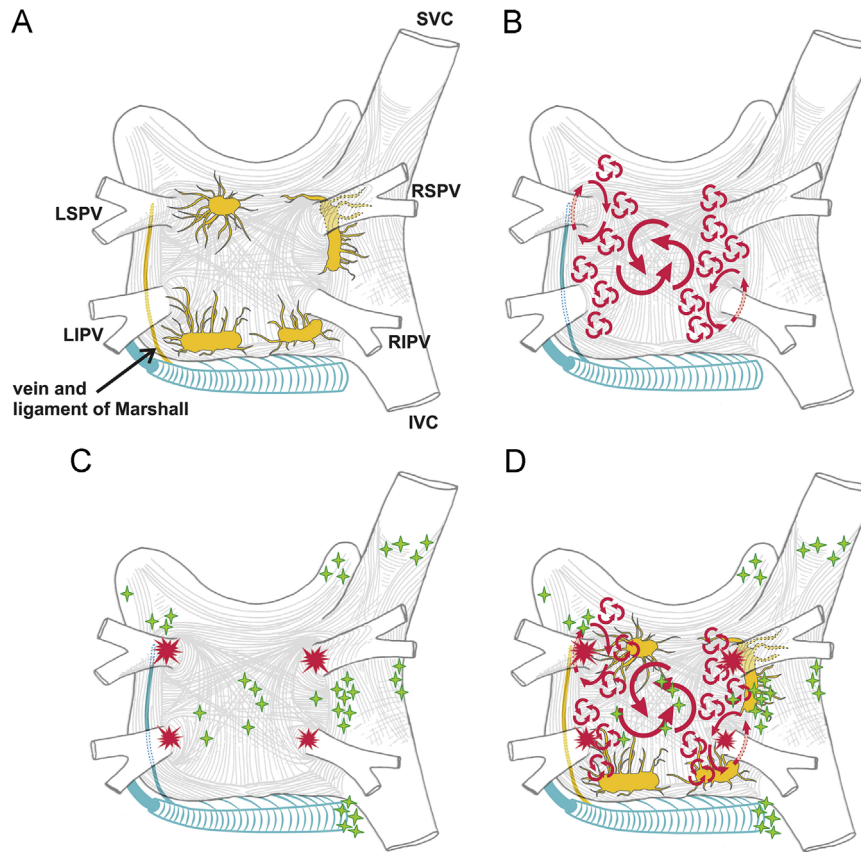 A
SVC
B
RSPV
LSPV
LIPV
RIPV
vein and
ligament of Marshall
IVC
C
D